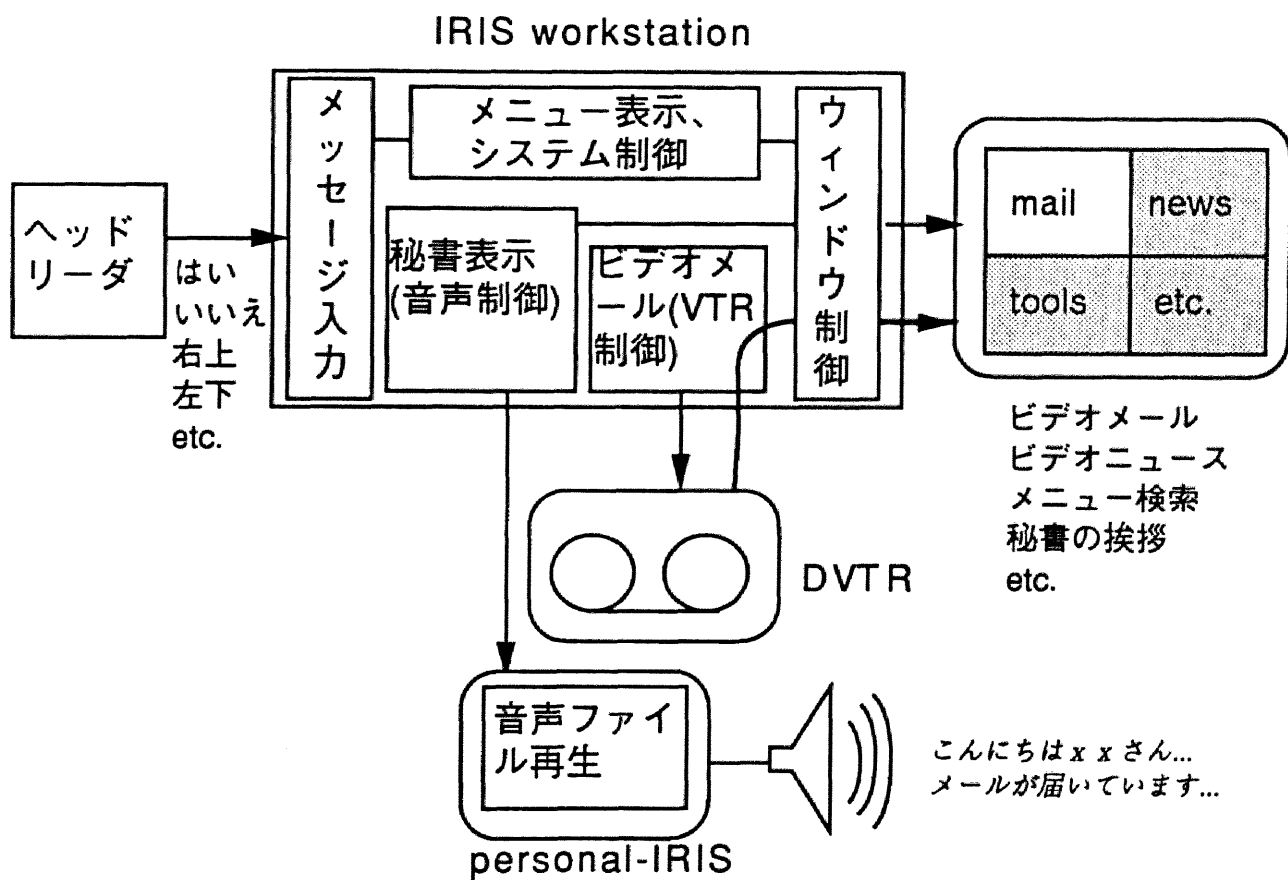 IRIS workstation
ヘッド
リーダ
はい
いいえ
右上
左下
etc.
メッセージ入力
メニュー表示、
システム制御
秘書表示
(音声制御)
ビデオメ
ール(VTR
制御)
ウィンドウ制御
mail
news
tools
etc.
ビデオメール
ビデオニュース
メニュー検索
秘書の挨拶
etc.
DVTR
音声ファイ
ル再生
personal-IRIS
こんにちは x x さん...
メールが届いています...